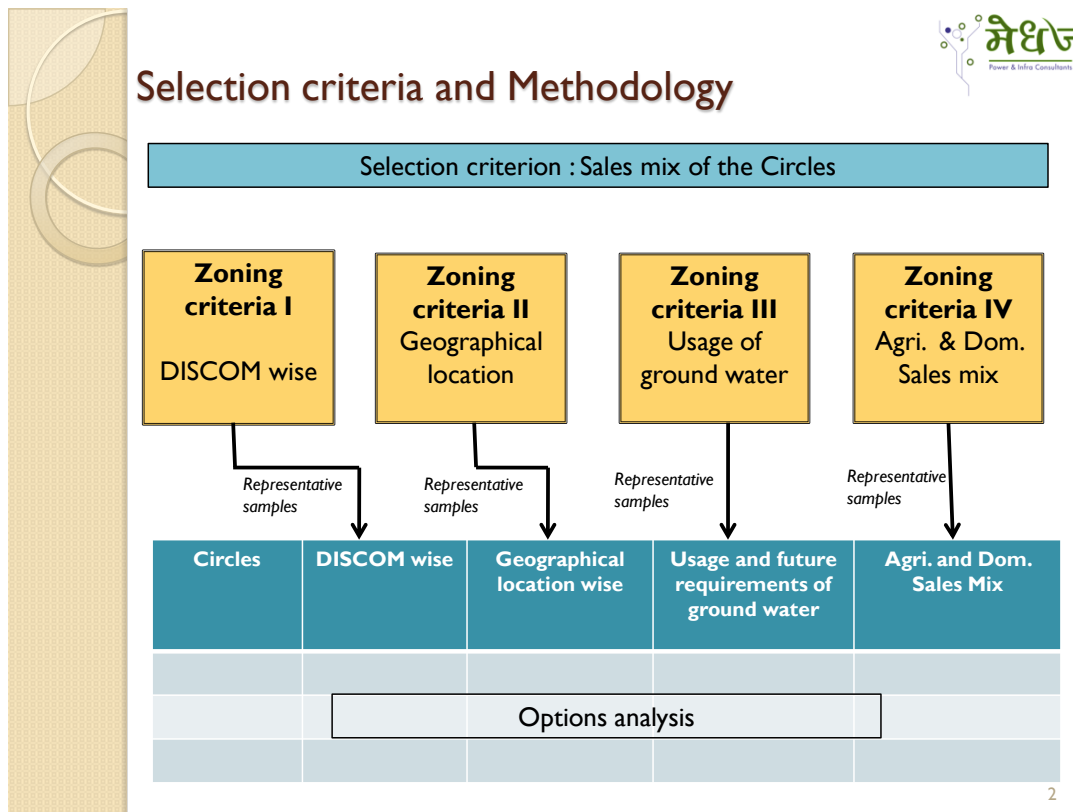 मेधज
Power & Infra Consultants
Selection criteria and Methodology
Selection criterion : Sales mix of the Circles
Zoning
criteria I
DISCOM wise
Zoning
criteria II
Geographical
location
Zoning
criteria III
Usage of
ground water
Zoning
criteria IV
Agri. & Dom.
Sales mix
Representative
samples
Representative
samples
Representative
samples
Representative
samples
Circles
DISCOM wise
Geographical
location wise
Usage and future
requirements of
ground water
Agri. and Dom.
Sales Mix
Options analysis
2